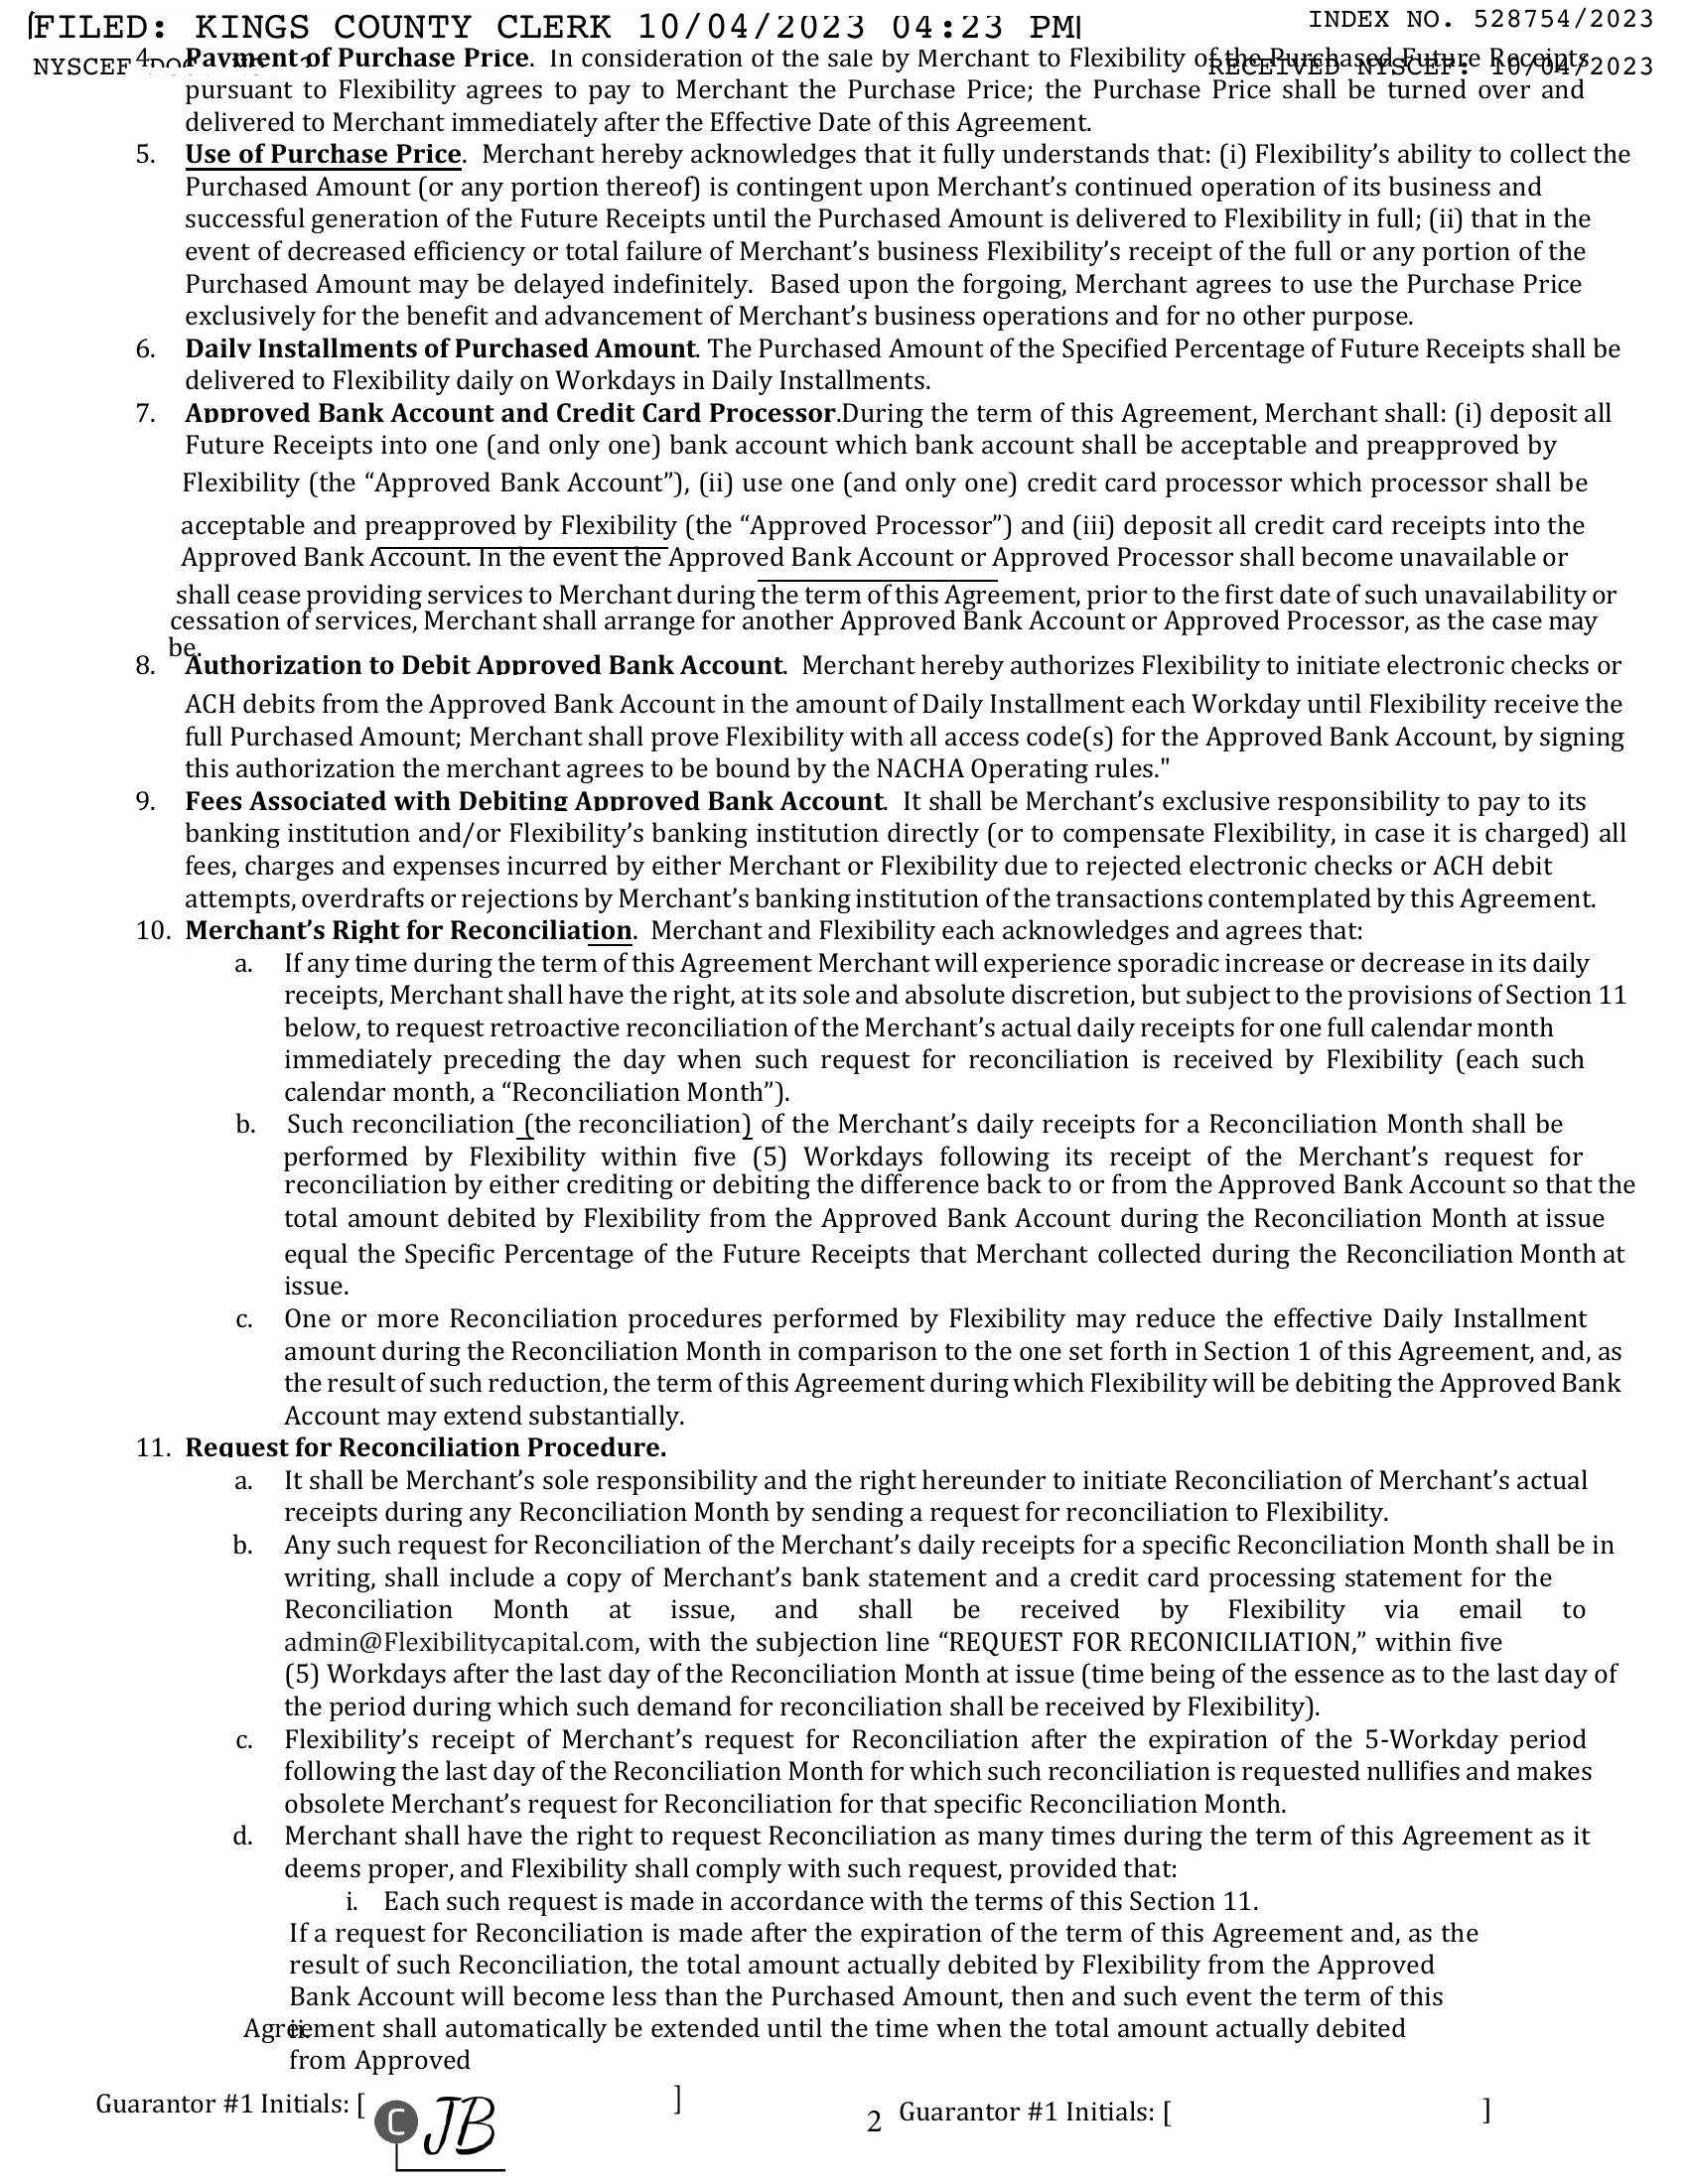 FILED: KINGS COUNTY CLERK 10/04/2023 04:23 PM
INDEX NO. 528754/2023
NYSCEF
RECEIVED NYSCEF: 10/04/2023
4. Payment of Purchase Price. In consideration of the sale by Merchant to Flexibility of the Purchased Future Receipts
pursuant to Flexibility agrees to pay to Merchant the Purchase Price; the Purchase Price shall be turned over and
delivered to Merchant immediately after the Effective Date of this Agreement.
5. Use of Purchase Price. Merchant hereby acknowledges that it fully understands that: (i) Flexibility’s ability to collect the
Purchased Amount (or any portion thereof) is contingent upon Merchant’s continued operation of its business and
successful generation of the Future Receipts until the Purchased Amount is delivered to Flexibility in full; (ii) that in the
event of decreased efficiency or total failure of Merchant’s business Flexibility’s receipt of the full or any portion of the
Purchased Amount may be delayed indefinitely. Based upon the forgoing, Merchant agrees to use the Purchase Price
exclusively for the benefit and advancement of Merchant’s business operations and for no other purpose.
6. Daily Installments of Purchased Amount. The Purchased Amount of the Specified Percentage of Future Receipts shall be
delivered to Flexibility daily on Workdays in Daily Installments.
7. Approved Bank Account and Credit Card Processor.During the term of this Agreement, Merchant shall: (i) deposit all
Future Receipts into one (and only one) bank account which bank account shall be acceptable and preapproved by
Flexibility (the “Approved Bank Account”), (ii) use one (and only one) credit card processor which processor shall be
acceptable and preapproved by Flexibility (the “Approved Processor”) and (iii) deposit all credit card receipts into the
Approved Bank Account. In the event the Approved Bank Account or Approved Processor shall become unavailable or
shall cease providing services to Merchant during the term of this Agreement, prior to the first date of such unavailability or
cessation of services, Merchant shall arrange for another Approved Bank Account or Approved Processor, as the case may
be.
8. Authorization to Debit Approved Bank Account. Merchant hereby authorizes Flexibility to initiate electronic checks or
ACH debits from the Approved Bank Account in the amount of Daily Installment each Workday until Flexibility receive the
full Purchased Amount; Merchant shall prove Flexibility with all access code(s) for the Approved Bank Account, by signing
this authorization the merchant agrees to be bound by the NACHA Operating rules."
9. Fees Associated with Debiting Approved Bank Account. It shall be Merchant’s exclusive responsibility to pay to its
banking institution and/or Flexibility’s banking institution directly (or to compensate Flexibility, in case it is charged) all
fees, charges and expenses incurred by either Merchant or Flexibility due to rejected electronic checks or ACH debit
attempts, overdrafts or rejections by Merchant’s banking institution of the transactions contemplated by this Agreement.
10. Merchant’s Right for Reconciliation. Merchant and Flexibility each acknowledges and agrees that:
a. If any time during the term of this Agreement Merchant will experience sporadic increase or decrease in its daily
receipts, Merchant shall have the right, at its sole and absolute discretion, but subject to the provisions of Section 11
below, to request retroactive reconciliation of the Merchant’s actual daily receipts for one full calendar month
immediately preceding the day when such request for reconciliation is received by Flexibility (each such
calendar month, a “Reconciliation Month”).
b. Such reconciliation (the reconciliation) of the Merchant’s daily receipts for a Reconciliation Month shall be
performed by Flexibility within five (5) Workdays following its receipt of the Merchant’s request for
reconciliation by either crediting or debiting the difference back to or from the Approved Bank Account so that the
total amount debited by Flexibility from the Approved Bank Account during the Reconciliation Month at issue
equal the Specific Percentage of the Future Receipts that Merchant collected during the Reconciliation Month at
issue.
c. One or more Reconciliation procedures performed by Flexibility may reduce the effective Daily Installment
amount during the Reconciliation Month in comparison to the one set forth in Section 1 of this Agreement, and, as
the result of such reduction, the term of this Agreement during which Flexibility will be debiting the Approved Bank
Account may extend substantially.
11. Request for Reconciliation Procedure.
a. It shall be Merchant’s sole responsibility and the right hereunder to initiate Reconciliation of Merchant’s actual
receipts during any Reconciliation Month by sending a request for reconciliation to Flexibility.
b. Any such request for Reconciliation of the Merchant’s daily receipts for a specific Reconciliation Month shall be in
writing, shall include a copy of Merchant’s bank statement and a credit card processing statement for the
Reconciliation Month at issue, and shall be received by Flexibility via email to
admin@Flexibilitycapital.com, with the subjection line “REQUEST FOR RECONICILIATION,” within five
(5) Workdays after the last day of the Reconciliation Month at issue (time being of the essence as to the last day of
the period during which such demand for reconciliation shall be received by Flexibility).
c. Flexibility’s receipt of Merchant’s request for Reconciliation after the expiration of the 5-Workday period
following the last day of the Reconciliation Month for which such reconciliation is requested nullifies and makes
obsolete Merchant’s request for Reconciliation for that specific Reconciliation Month.
d. Merchant shall have the right to request Reconciliation as many times during the term of this Agreement as it
deems proper, and Flexibility shall comply with such request, provided that:
i. Each such request is made in accordance with the terms of this Section 11.
If a request for Reconciliation is made after the expiration of the term of this Agreement and, as the
result of such Reconciliation, the total amount actually debited by Flexibility from the Approved
Bank Account will become less than the Purchased Amount, then and such event the term of this
ii. Agreement shall automatically be extended until the time when the total amount actually debited
from Approved
Guarantor #1 Initials: [ C JB ] 2 Guarantor #1 Initials: [ ]